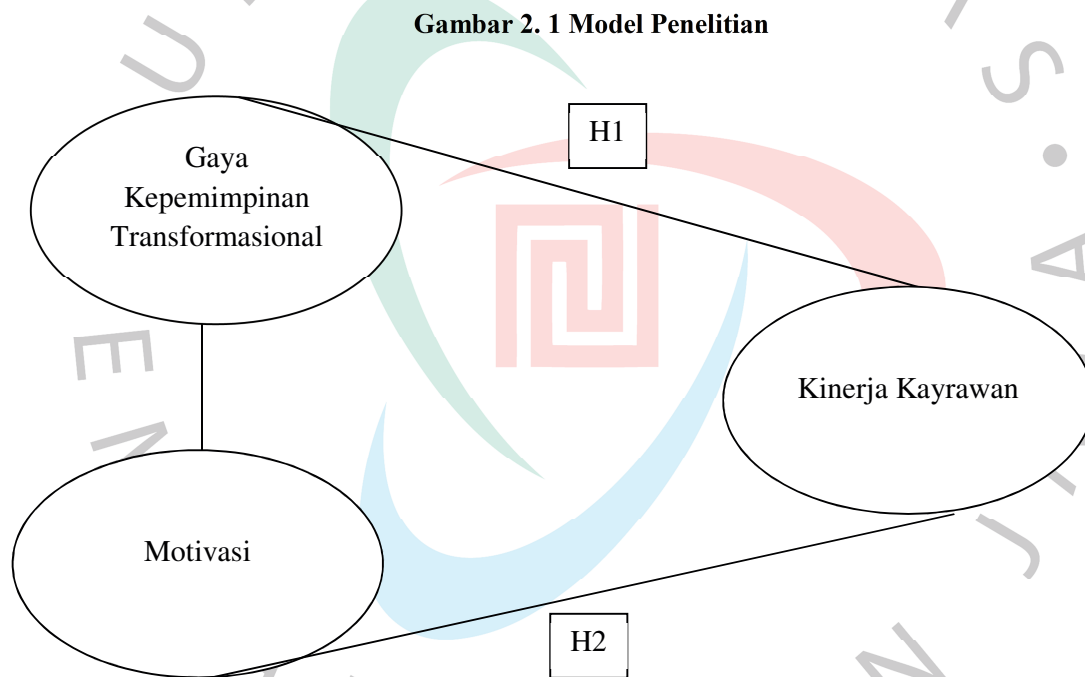 Gambar 2. 1 Model Penelitian
H1
Gaya
Kepemimpinan
Transformasional
Kinerja Kayrawan
Motivasi
H2